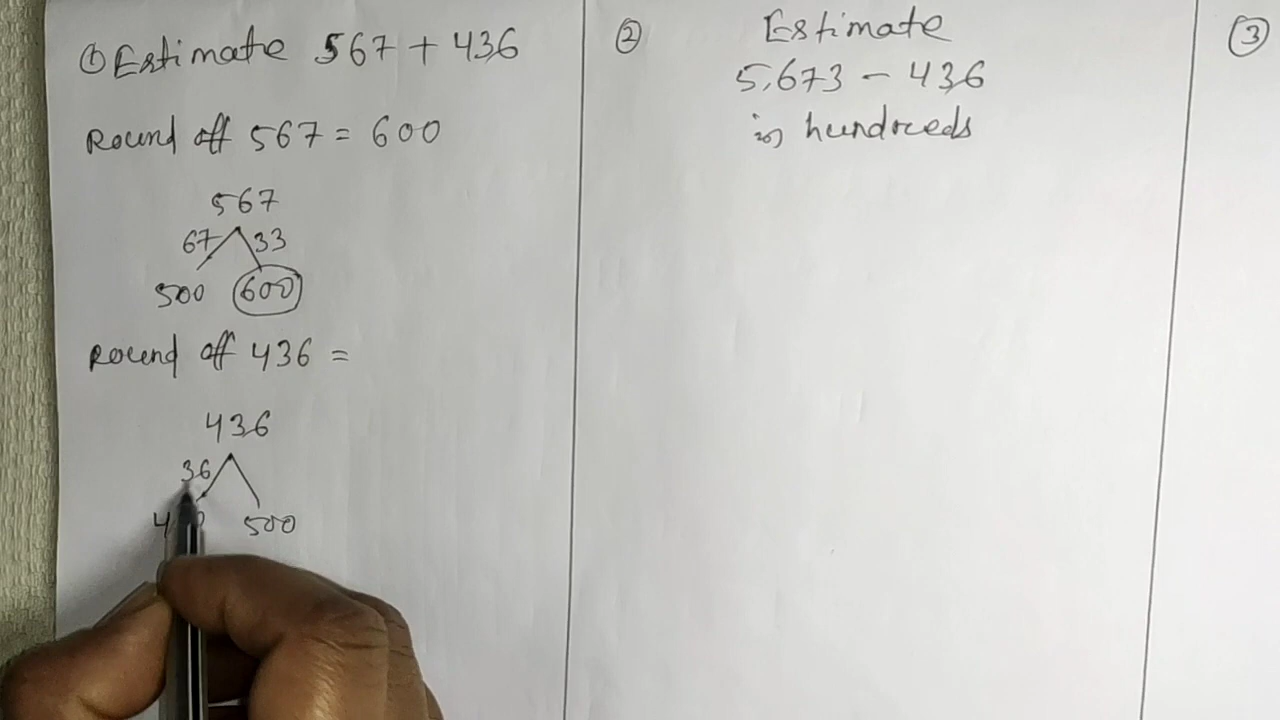 ① Estimate 567 + 436
Round off 567 = 600
567
67 33
500 600
Round off 436 =
436
36
500
② Estimate
5,673 - 436
in hundreds
③